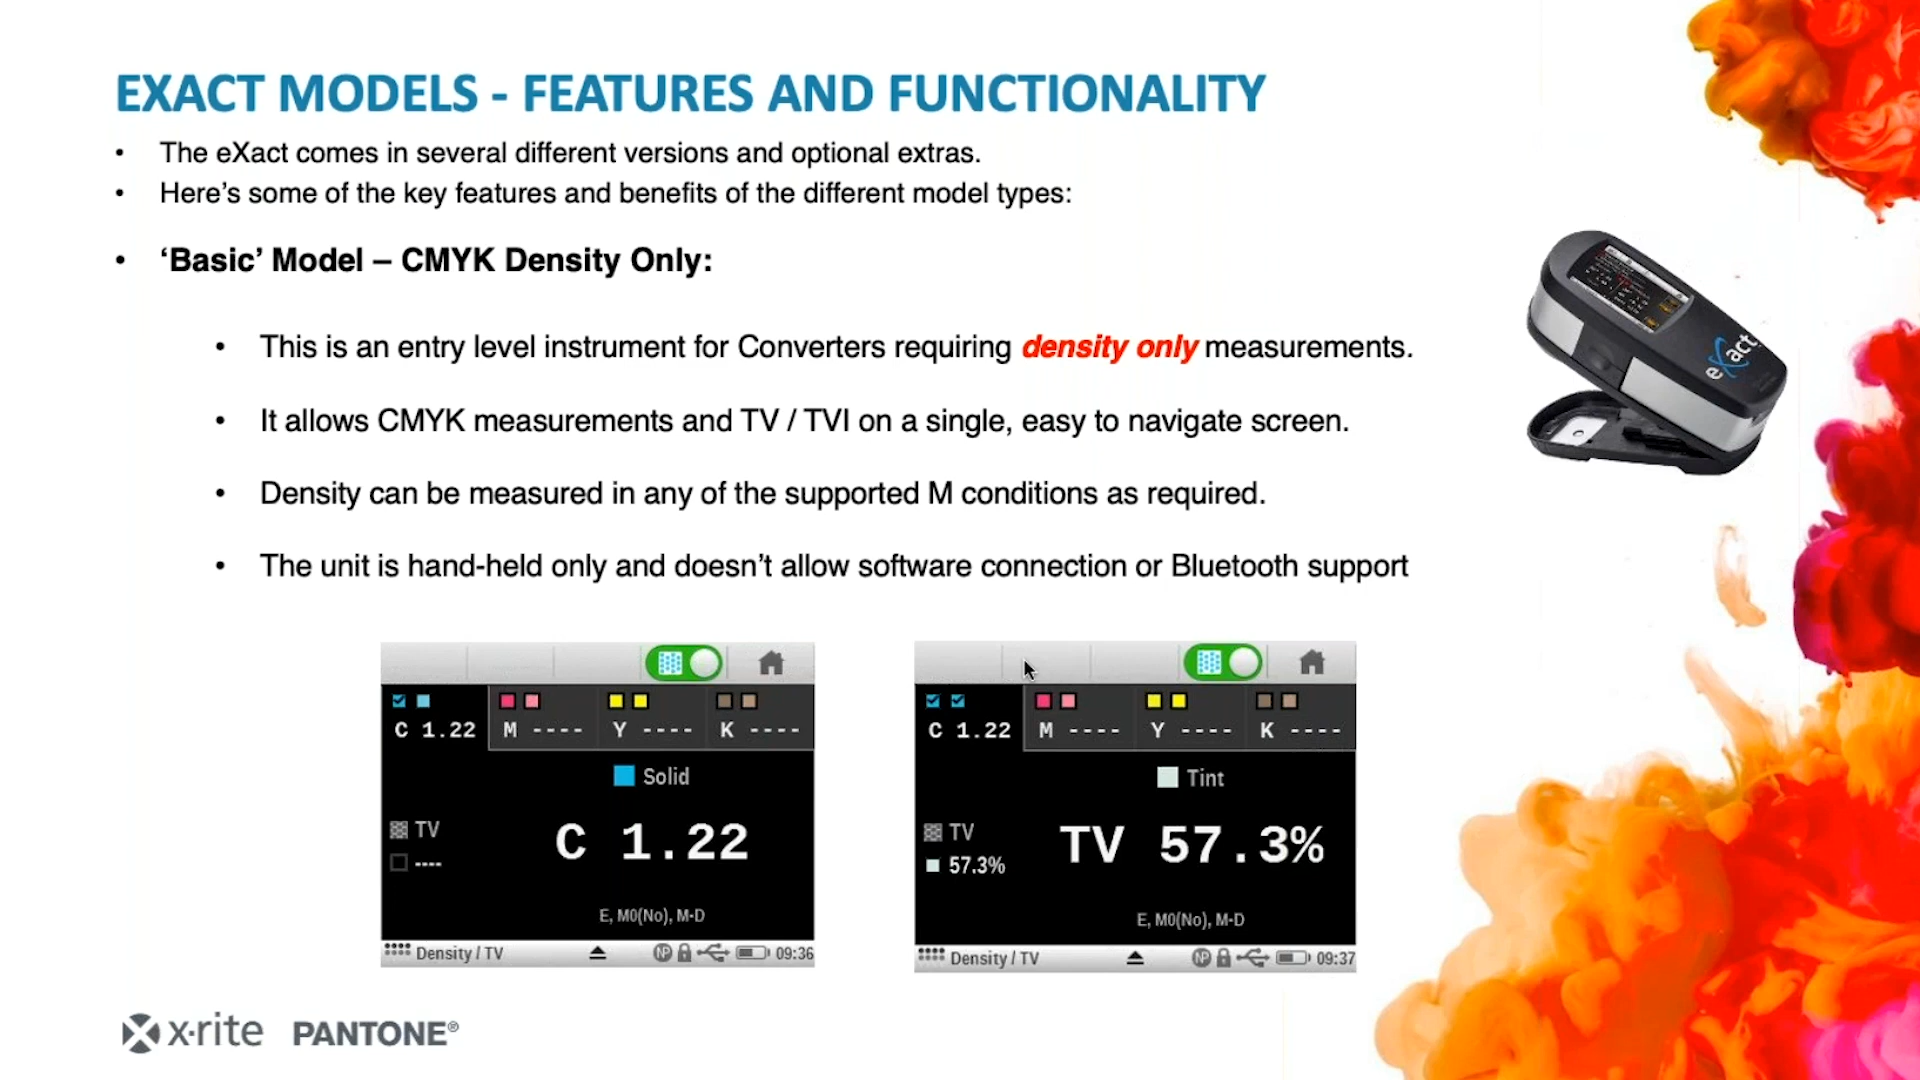 EXACT MODELS - FEATURES AND FUNCTIONALITY
• The eXact comes in several different versions and optional extras.
• Here's some of the key features and benefits of the different model types:
• ‘Basic’ Model – CMYK Density Only:
• This is an entry level instrument for Converters requiring density only measurements.
• It allows CMYK measurements and TV / TVI on a single, easy to navigate screen.
• Density can be measured in any of the supported M conditions as required.
• The unit is hand-held only and doesn't allow software connection or Bluetooth support
eXact
C 1.22 M ---- Y ---- K ----
Solid
TV
C 1.22
----
E, M0(No), M-D
Density / TV NP 09:36
C 1.22 M ---- Y ---- K ----
Tint
TV
TV 57.3%
57.3%
E, M0(No), M-D
Density / TV NP 09:37
x·rite PANTONE®